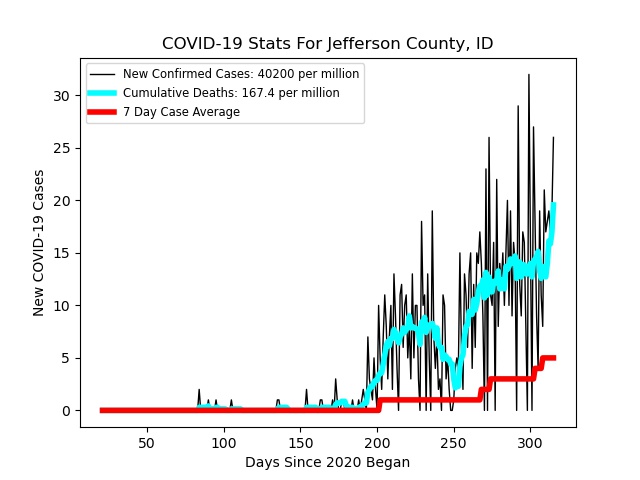 COVID-19 Stats For Jefferson County, ID
New Confirmed Cases: 40200 per million
Cumulative Deaths: 167.4 per million
7 Day Case Average
New COVID-19 Cases
30
25
20
15
10
5
0
50 100 150 200 250 300
Days Since 2020 Began